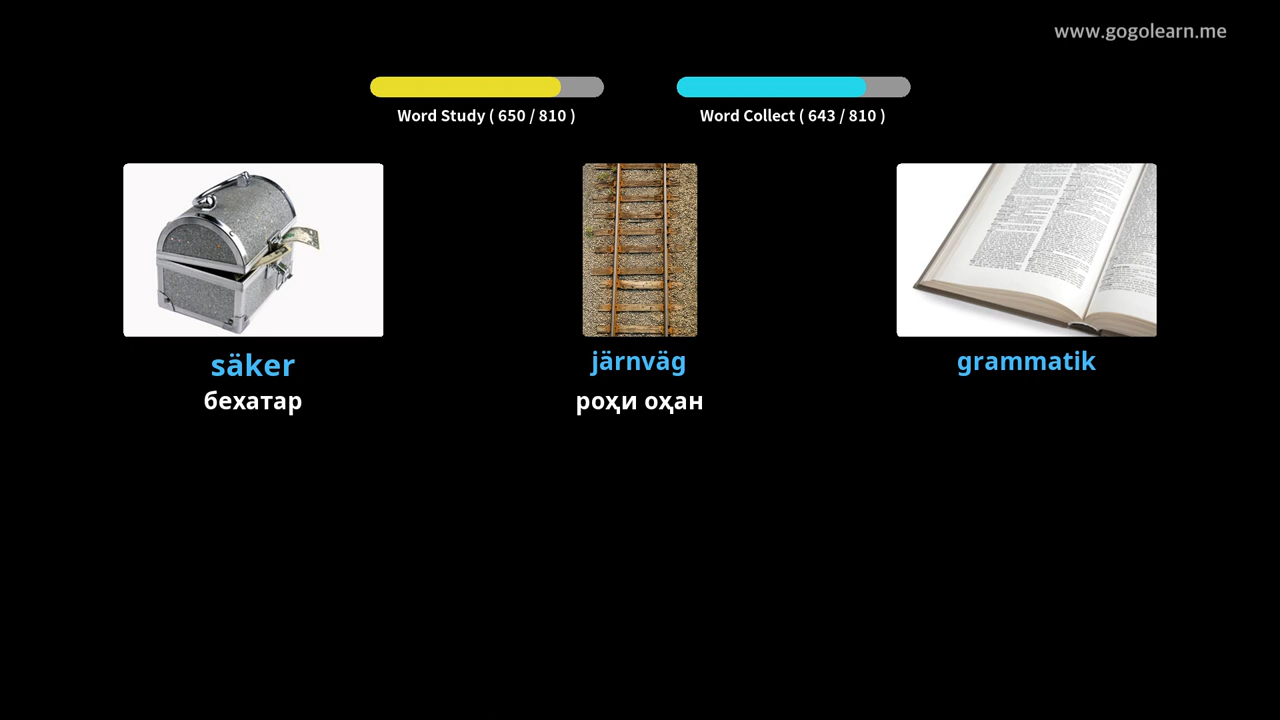 www.gogolearn.me
Word Study ( 650 / 810 )
Word Collect ( 643 / 810 )
säker
järnväg
grammatik
бехатар
роҳи оҳан